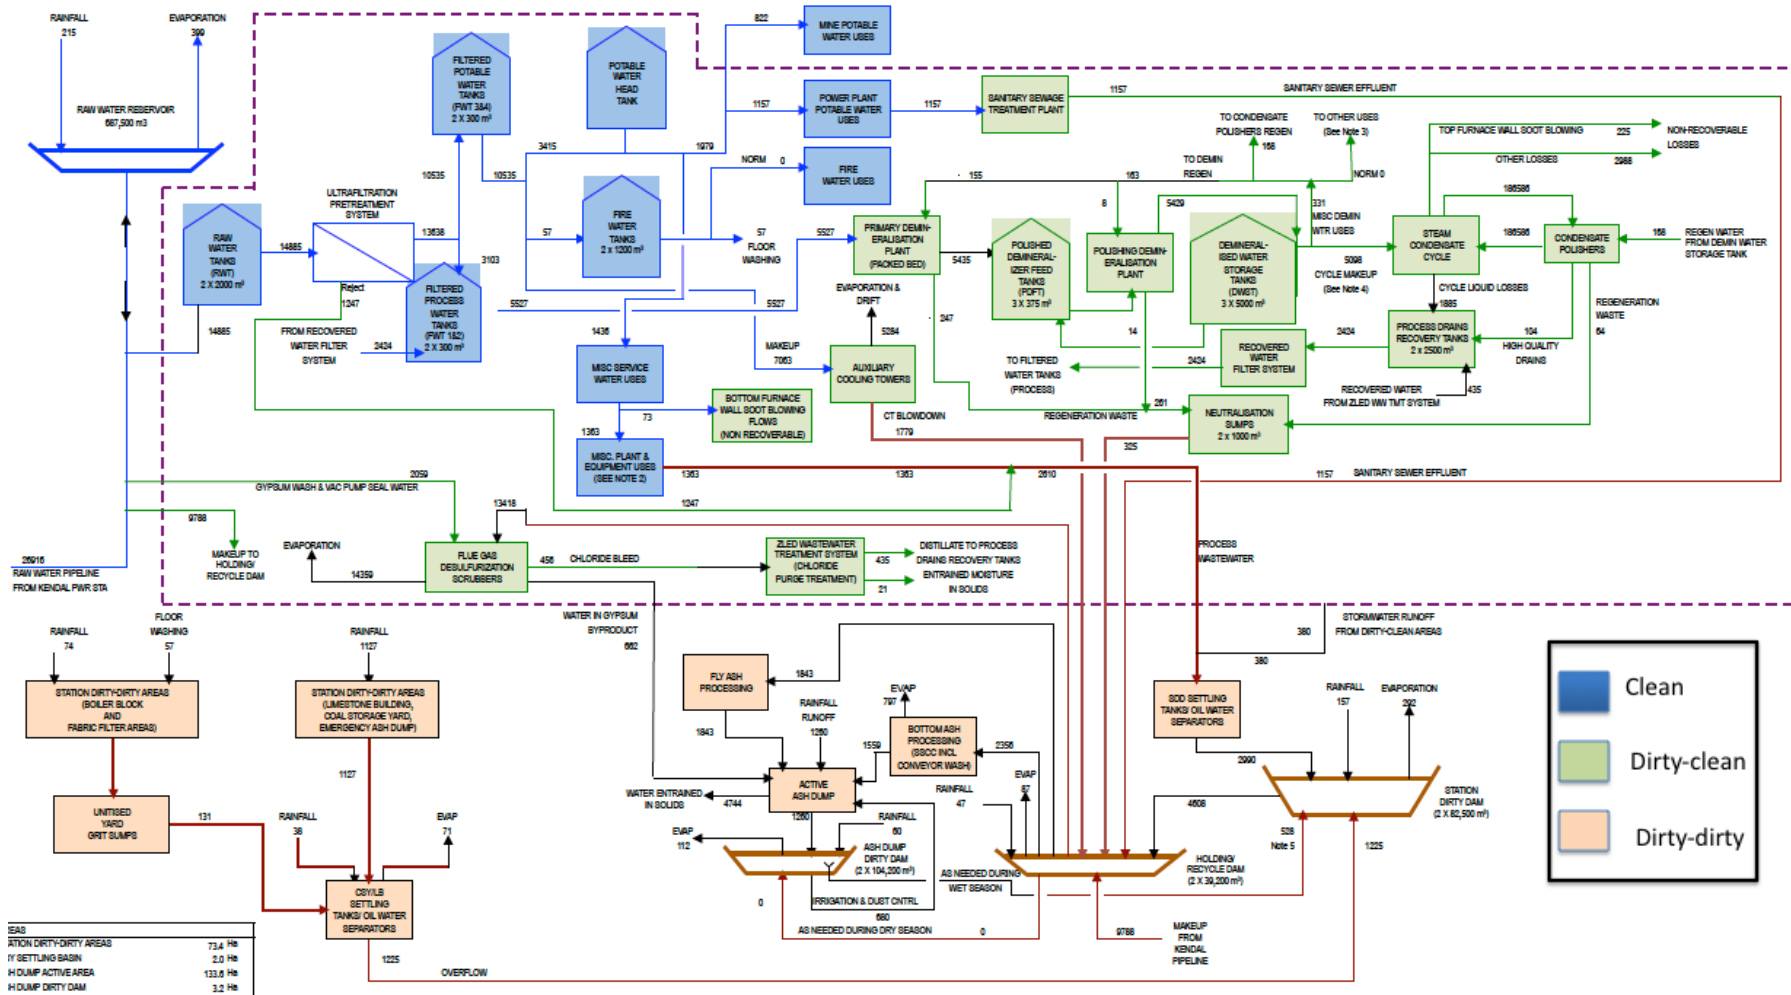 RAINFALL
215
EVAPORATION
399
RAW WATER RESERVOIR
687,500 m3
FILTERED
POTABLE
WATER
TANKS
(FWT 3&4)
2 X 300 m³
POTABLE
WATER
HEAD
TANK
822
MINE POTABLE
WATER USES
1157
POWER PLANT
POTABLE WATER
USES
1157
SANITARY SEWAGE
TREATMENT PLANT
1157
SANITARY SEWER EFFLUENT
3415
1979
NORM
0
FIRE
WATER USES
10535
10535
ULTRAFILTRATION
PRETREATMENT
SYSTEM
RAW
WATER
TANKS
(RWT)
2 X 2000 m³
14885
13638
14885
Reject
1247
3103
FILTERED
PROCESS
WATER
TANKS
(FWT 1&2)
2 X 300 m³
FROM RECOVERED
WATER FILTER
SYSTEM
2424
57
FIRE
WATER
TANKS
2 x 1200 m³
57
FLOOR
WASHING
5527
5527
5527
TO CONDENSATE
POLISHERS REGEN
168
TO OTHER USES
(See Note 3)
TO DEMIN
REGEN
NORM 0
155
163
8
5429
331
MISC DEMIN
WTR USES
PRIMARY DEMIN-
ERALISATION
PLANT
(PACKED BED)
5435
POLISHED
DEMINERAL-
IZER FEED
TANKS
(PDFT)
3 X 375 m³
POLISHING DEMIN-
ERALISATION
PLANT
DEMINERAL-
ISED WATER
STORAGE
TANKS
(DWST)
3 X 5000 m³
TOP FURNACE WALL SOOT BLOWING
225
NON-RECOVERABLE
LOSSES
OTHER LOSSES
2988
186586
186586
STEAM
CONDENSATE
CYCLE
CONDENSATE
POLISHERS
168
REGEN WATER
FROM DEMIN WATER
STORAGE TANK
5098
CYCLE MAKEUP
(See Note 4)
CYCLE LIQUID LOSSES
1885
REGENERATION
WASTE
64
PROCESS DRAINS
RECOVERY TANKS
2 x 2500 m³
104
HIGH QUALITY
DRAINS
2424
RECOVERED
WATER
FILTER SYSTEM
2424
TO FILTERED
WATER TANKS
(PROCESS)
RECOVERED WATER
FROM ZLED WW TMT SYSTEM
435
EVAPORATION &
DRIFT
5284
247
14
MAKEUP
7063
AUXILIARY
COOLING TOWERS
1436
MISC SERVICE
WATER USES
73
BOTTOM FURNACE
WALL SOOT BLOWING
FLOWS
(NON RECOVERABLE)
1363
MISC. PLANT &
EQUIPMENT USES
(SEE NOTE 2)
CT BLOWDOWN
1779
REGENERATION WASTE
261
NEUTRALISATION
SUMPS
2 x 1000 m³
325
1363
1363
2610
1157
SANITARY SEWER EFFLUENT
2059
GYPSUM WASH & VAC PUMP SEAL WATER
13418
1247
9788
MAKEUP TO
HOLDING/
RECYCLE DAM
26916
RAW WATER PIPELINE
FROM KENDAL PWR STA
EVAPORATION
14359
FLUE GAS
DESULFURIZATION
SCRUBBERS
456
CHLORIDE BLEED
ZLED WASTEWATER
TREATMENT SYSTEM
(CHLORIDE
PURGE TREATMENT)
435
DISTILLATE TO PROCESS
DRAINS RECOVERY TANKS
21
ENTRAINED MOISTURE
IN SOLIDS
PROCESS
WASTEWATER
WATER IN GYPSUM
BYPRODUCT
662
380
STORMWATER RUNOFF
FROM DIRTY-CLEAN AREAS
380
RAINFALL
74
FLOOR
WASHING
57
RAINFALL
1127
STATION DIRTY-DIRTY AREAS
(BOILER BLOCK
AND
FABRIC FILTER AREAS)
STATION DIRTY-DIRTY AREAS
(LIMESTONE BUILDING,
COAL STORAGE YARD,
EMERGENCY ASH DUMP)
FLY ASH
PROCESSING
1843
1843
RAINFALL
RUNOFF
1260
EVAP
797
BOTTOM ASH
PROCESSING
(SSCC INCL
CONVEYOR WASH)
1559
2356
SDD SETTLING
TANKS/ OIL WATER
SEPARATORS
RAINFALL
157
EVAPORATION
292
2990
ACTIVE
ASH DUMP
WATER ENTRAINED
IN SOLIDS
4744
1260
RAINFALL
47
EVAP
87
4608
STATION
DIRTY DAM
(2 X 82,500 m³)
1127
UNITISED
YARD
GRIT SUMPS
131
RAINFALL
38
EVAP
71
EVAP
112
RAINFALL
60
ASH DUMP
DIRTY DAM
(2 X 104,200 m³)
HOLDING/
RECYCLE DAM
(2 X 39,200 m³)
528
Note 5
1225
AS NEEDED DURING
WET SEASON
CSY/LB
SETTLING
TANKS/ OIL WATER
SEPARATORS
0
IRRIGATION & DUST CNTRL
680
AS NEEDED DURING DRY SEASON
0
9788
MAKEUP
FROM
KENDAL
PIPELINE
1225
OVERFLOW
EAS
TATION DIRTY-DIRTY AREAS
73.4 Ha
Y SETTLING BASIN
2.0 Ha
H DUMP ACTIVE AREA
133.6 Ha
H DUMP DIRTY DAM
3.2 Ha
Clean
Dirty-clean
Dirty-dirty